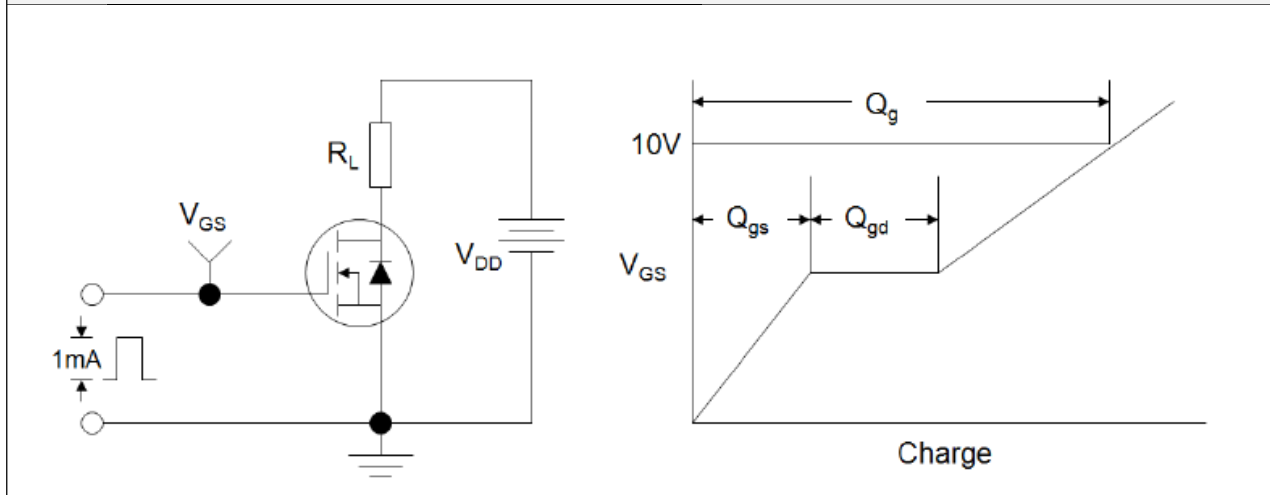 R_L
V_GS
V_DD
1mA
Q_g
10V
Q_gs
Q_gd
V_GS
Charge